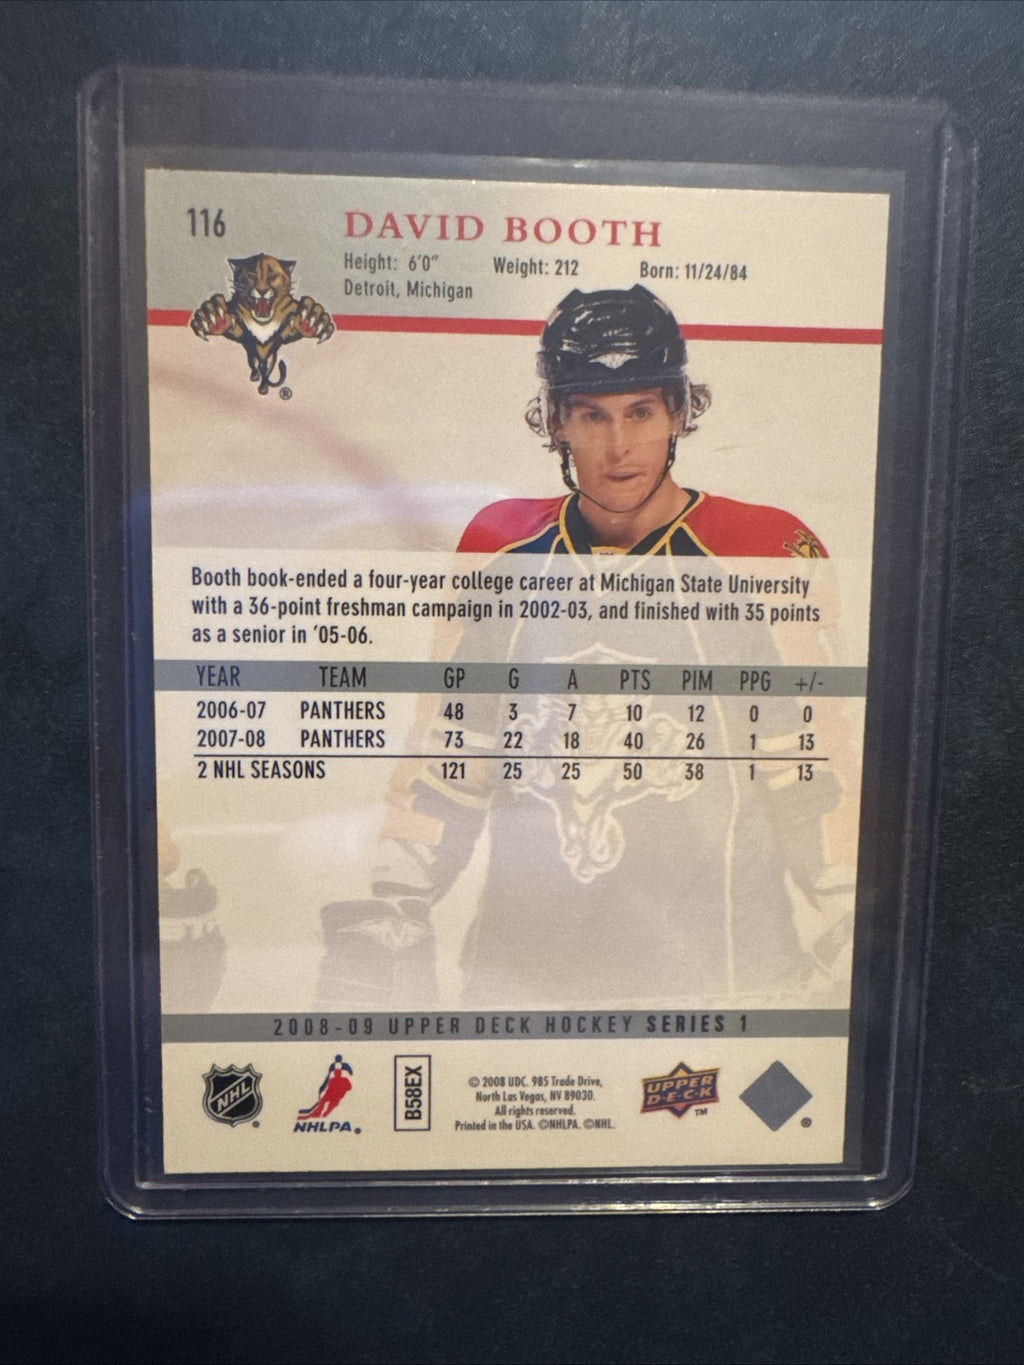 116
DAVID BOOTH
Height: 6'0" Weight: 212 Born: 11/24/84
Detroit, Michigan
®
Booth book-ended a four-year college career at Michigan State University
with a 36-point freshman campaign in 2002-03, and finished with 35 points
as a senior in '05-06.
YEAR TEAM GP G A PTS PIM PPG +/-
2006-07 PANTHERS 48 3 7 10 12 0 0
2007-08 PANTHERS 73 22 18 40 26 1 13
2 NHL SEASONS 121 25 25 50 38 1 13
2008-09 UPPER DECK HOCKEY SERIES 1
NHL ®
NHLPA ®
B58EX
© 2008 UDC. 985 Trade Drive,
North Las Vegas, NV 89030.
All rights reserved.
Printed in the USA. ©NHLPA. ©NHL.
UPPER
D·E·C·K
TM
®